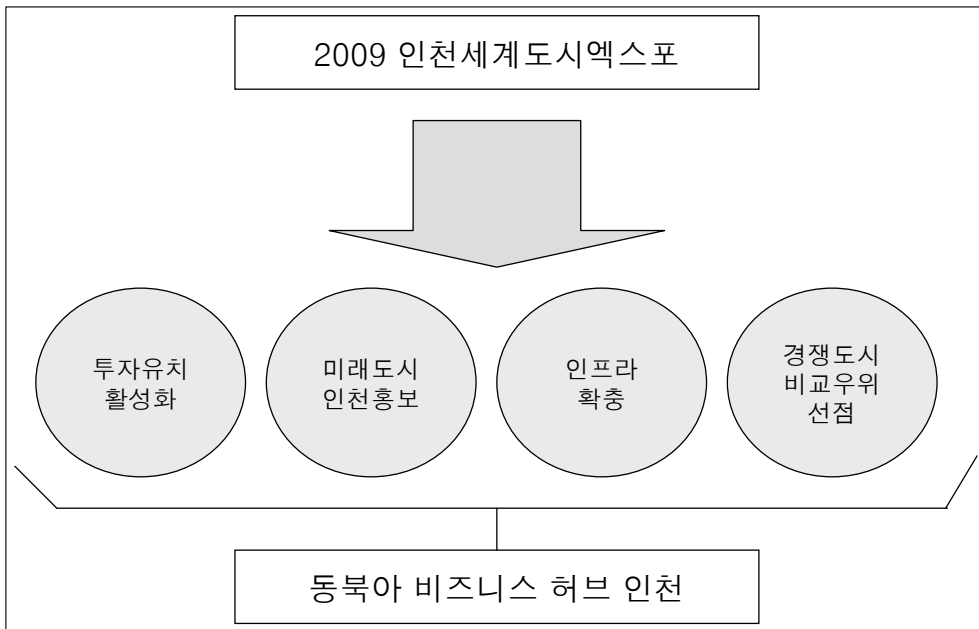 2009 인천세계도시엑스포
투자유치
활성화
미래도시
인천홍보
인프라
확충
경쟁도시
비교우위
선점
동북아 비즈니스 허브 인천